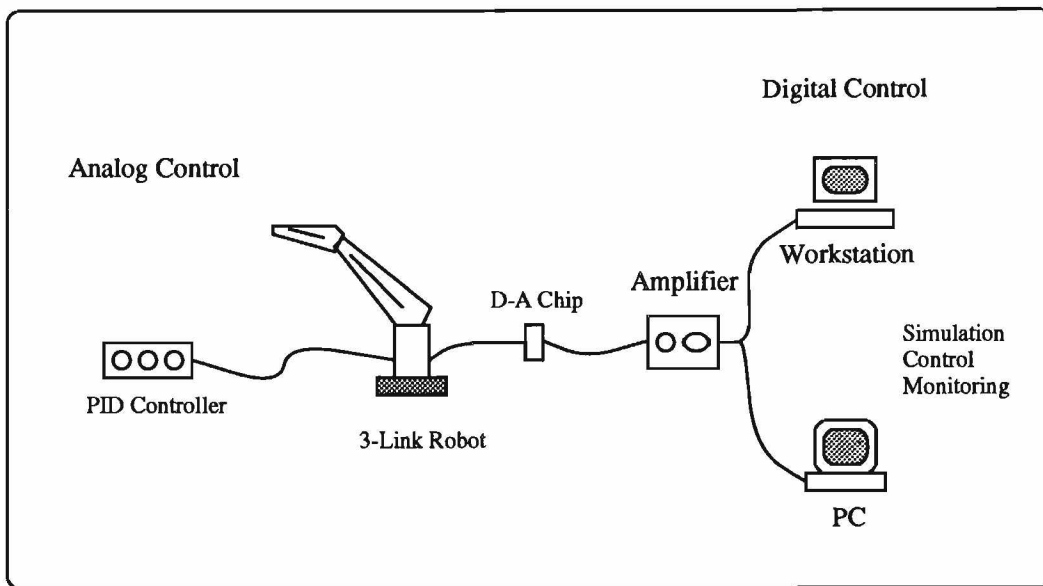 Digital Control
Analog Control
Workstation
Amplifier
D-A Chip
Simulation
Control
Monitoring
PID Controller
3-Link Robot
PC